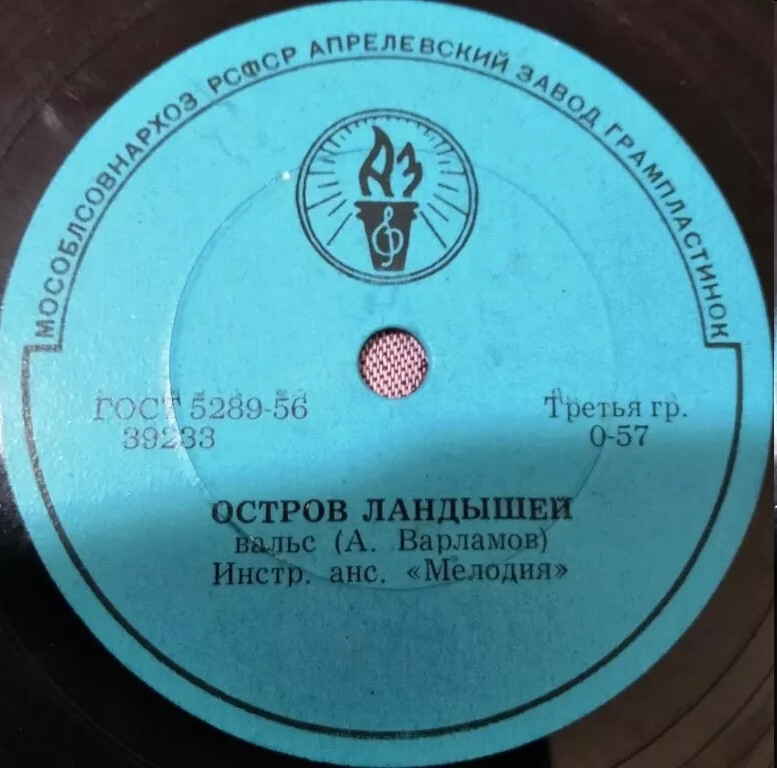 МОСОБЛСОВНАРХОЗ РСФСР АПРЕЛЕВСКИЙ ЗАВОД ГРАМПЛАСТИНОК
АЗ
ГОСТ 5289-56
39233
Третья гр.
0-57
ОСТРОВ ЛАНДЫШЕЙ
вальс (А. Варламов)
Инстр. анс. «Мелодия»